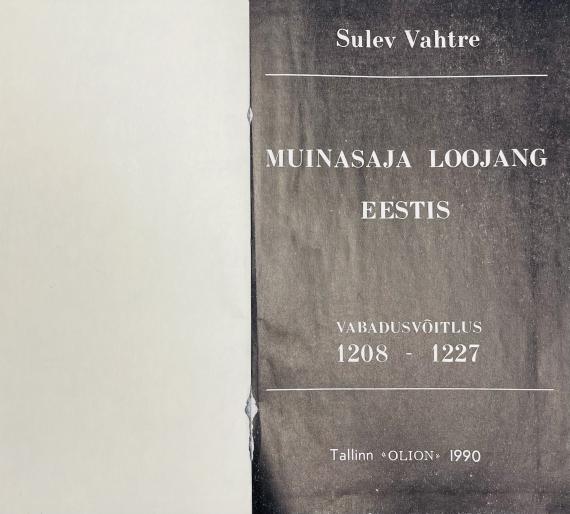 Sulev Vahtre
MUINASAJA LOOJANG
EESTIS
VABADUSVÕITLUS
1208 - 1227
Tallinn «OLION» 1990